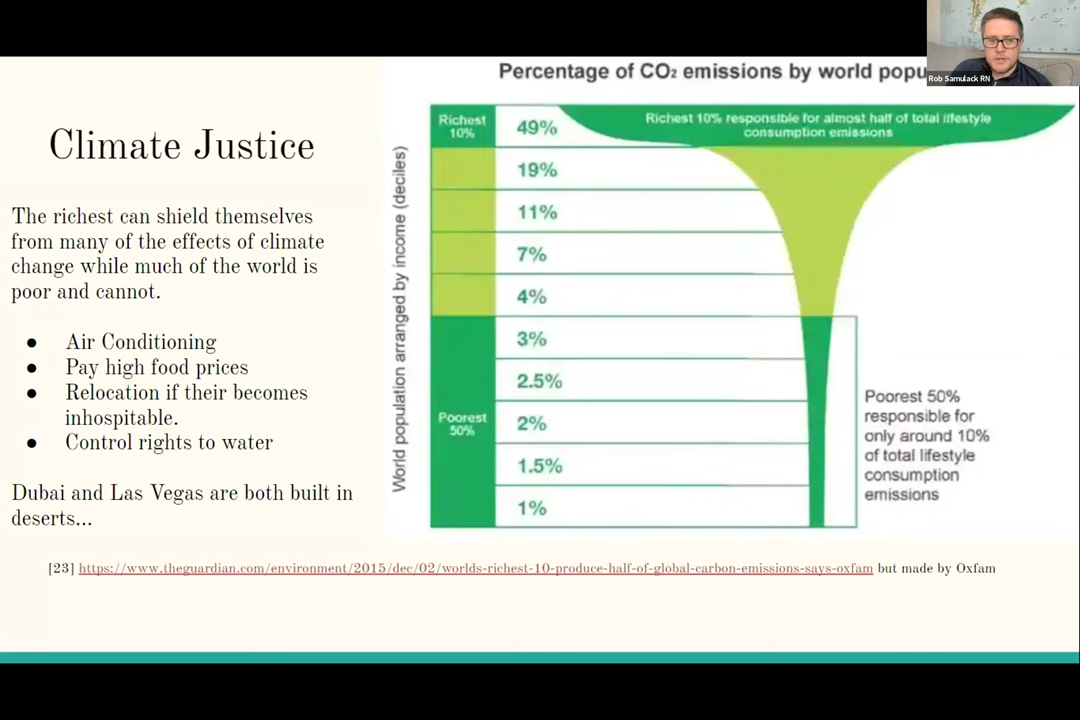 Percentage of CO₂ emissions by world
Rob Samulack RN
Climate Justice
The richest can shield themselves
from many of the effects of climate
change while much of the world is
poor and cannot.
● Air Conditioning
● Pay high food prices
● Relocation if their becomes
inhospitable.
● Control rights to water
Dubai and Las Vegas are both built in
deserts...
World population arranged by income (deciles)
Richest
10%
49%
Richest 10% responsible for almost half of total lifestyle
consumption emissions
19%
11%
7%
4%
3%
2.5%
Poorest
50%
2%
1.5%
1%
Poorest 50%
responsible for
only around 10%
of total lifestyle
consumption
emissions
[23] https://www.theguardian.com/environment/2015/dec/02/worlds-richest-10-produce-half-of-global-carbon-emissions-says-oxfam but made by Oxfam